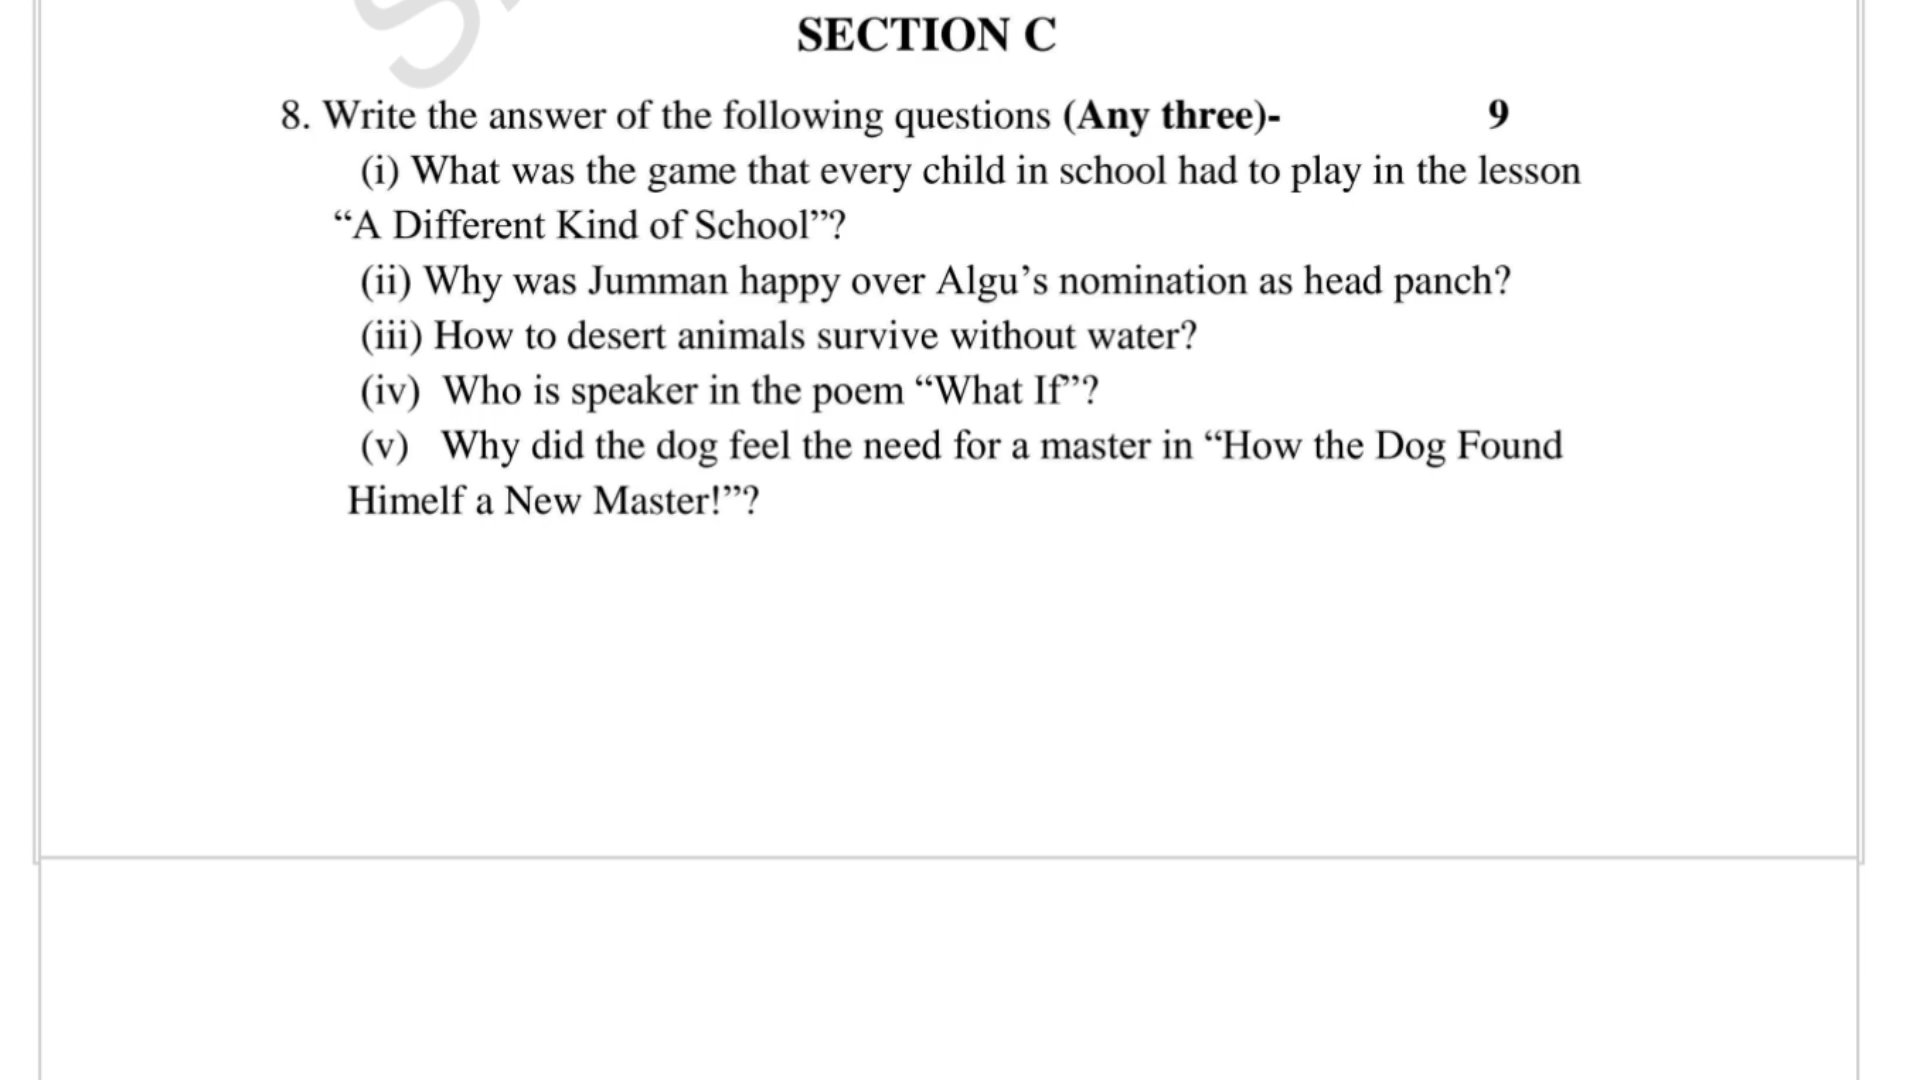 SECTION C
8. Write the answer of the following questions (Any three)- 9
(i) What was the game that every child in school had to play in the lesson
“A Different Kind of School”?
(ii) Why was Jumman happy over Algu’s nomination as head panch?
(iii) How to desert animals survive without water?
(iv) Who is speaker in the poem “What If”?
(v) Why did the dog feel the need for a master in “How the Dog Found
Himelf a New Master!”?